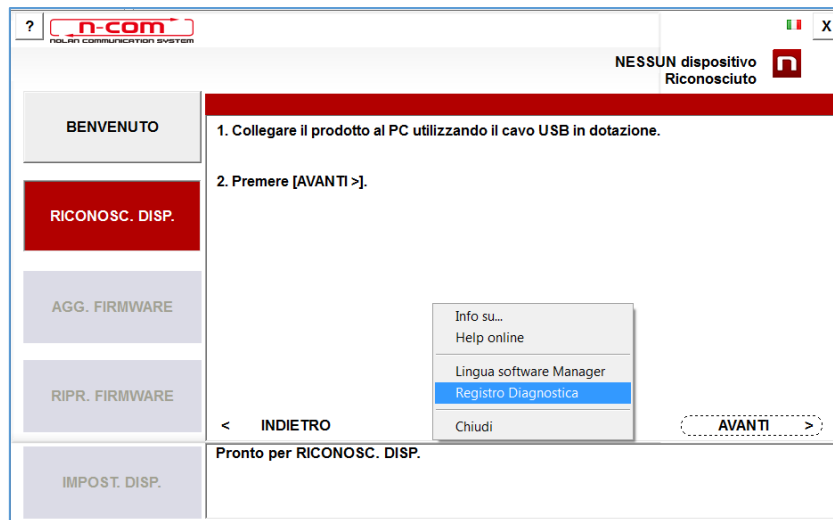 ?
n-com
NOLAN COMMUNICATION SYSTEM
X
NESSUN dispositivo
Riconosciuto
n
BENVENUTO
1. Collegare il prodotto al PC utilizzando il cavo USB in dotazione.
2. Premere [AVANTI >].
RICONOSC. DISP.
AGG. FIRMWARE
Info su...
Help online
Lingua software Manager
Registro Diagnostica
Chiudi
RIPR. FIRMWARE
< INDIETRO
AVANTI >
Pronto per RICONOSC. DISP.
IMPOST. DISP.